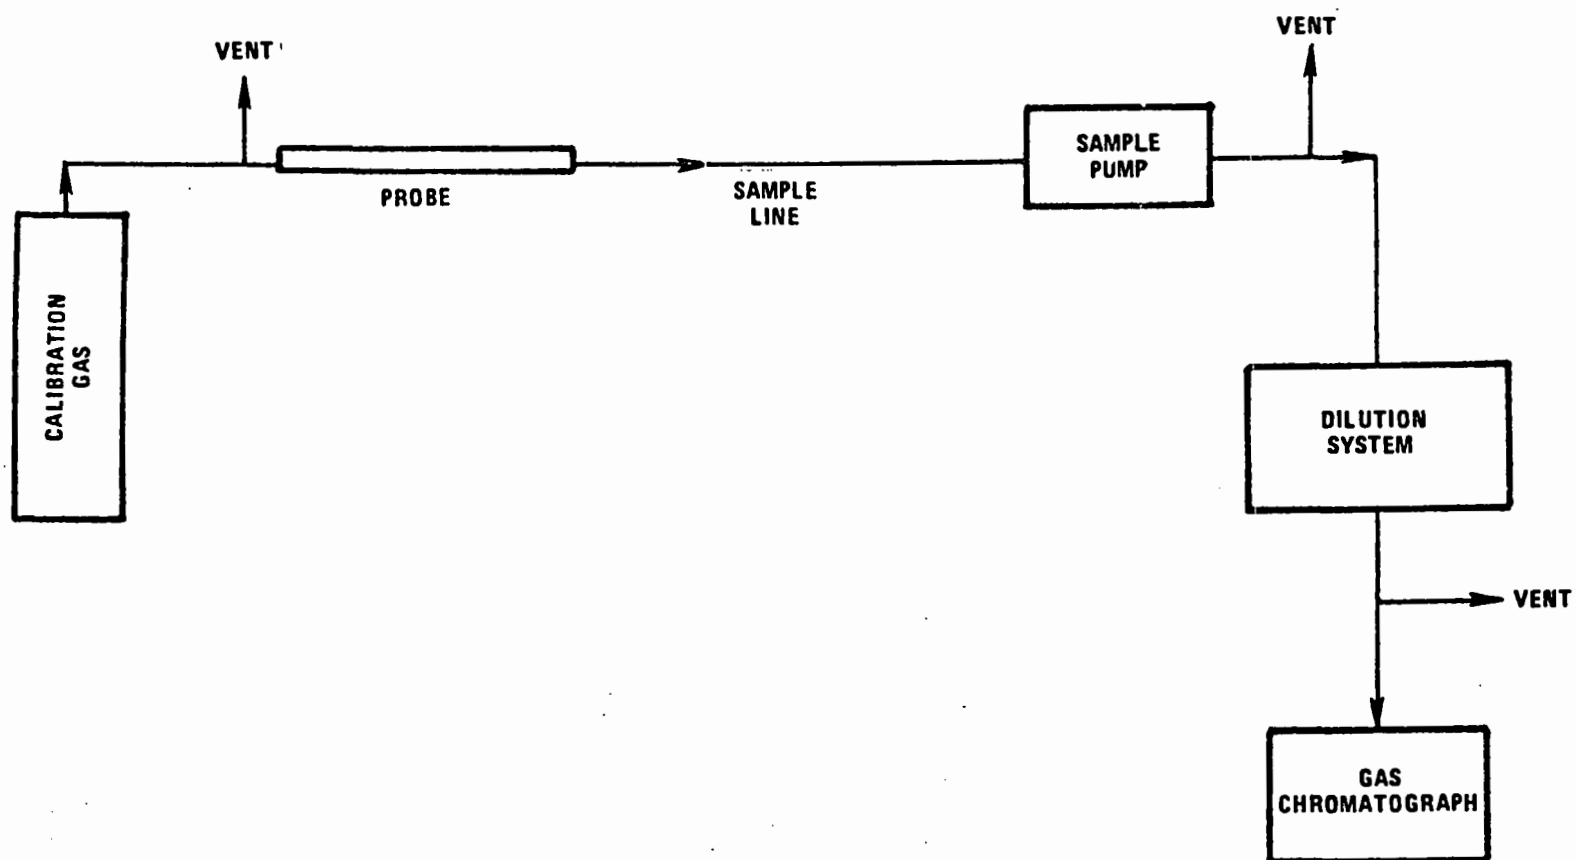 VENT
VENT
SAMPLE
PUMP
PROBE
SAMPLE
LINE
CALIBRATION
GAS
DILUTION
SYSTEM
VENT
GAS
CHROMATOGRAPH